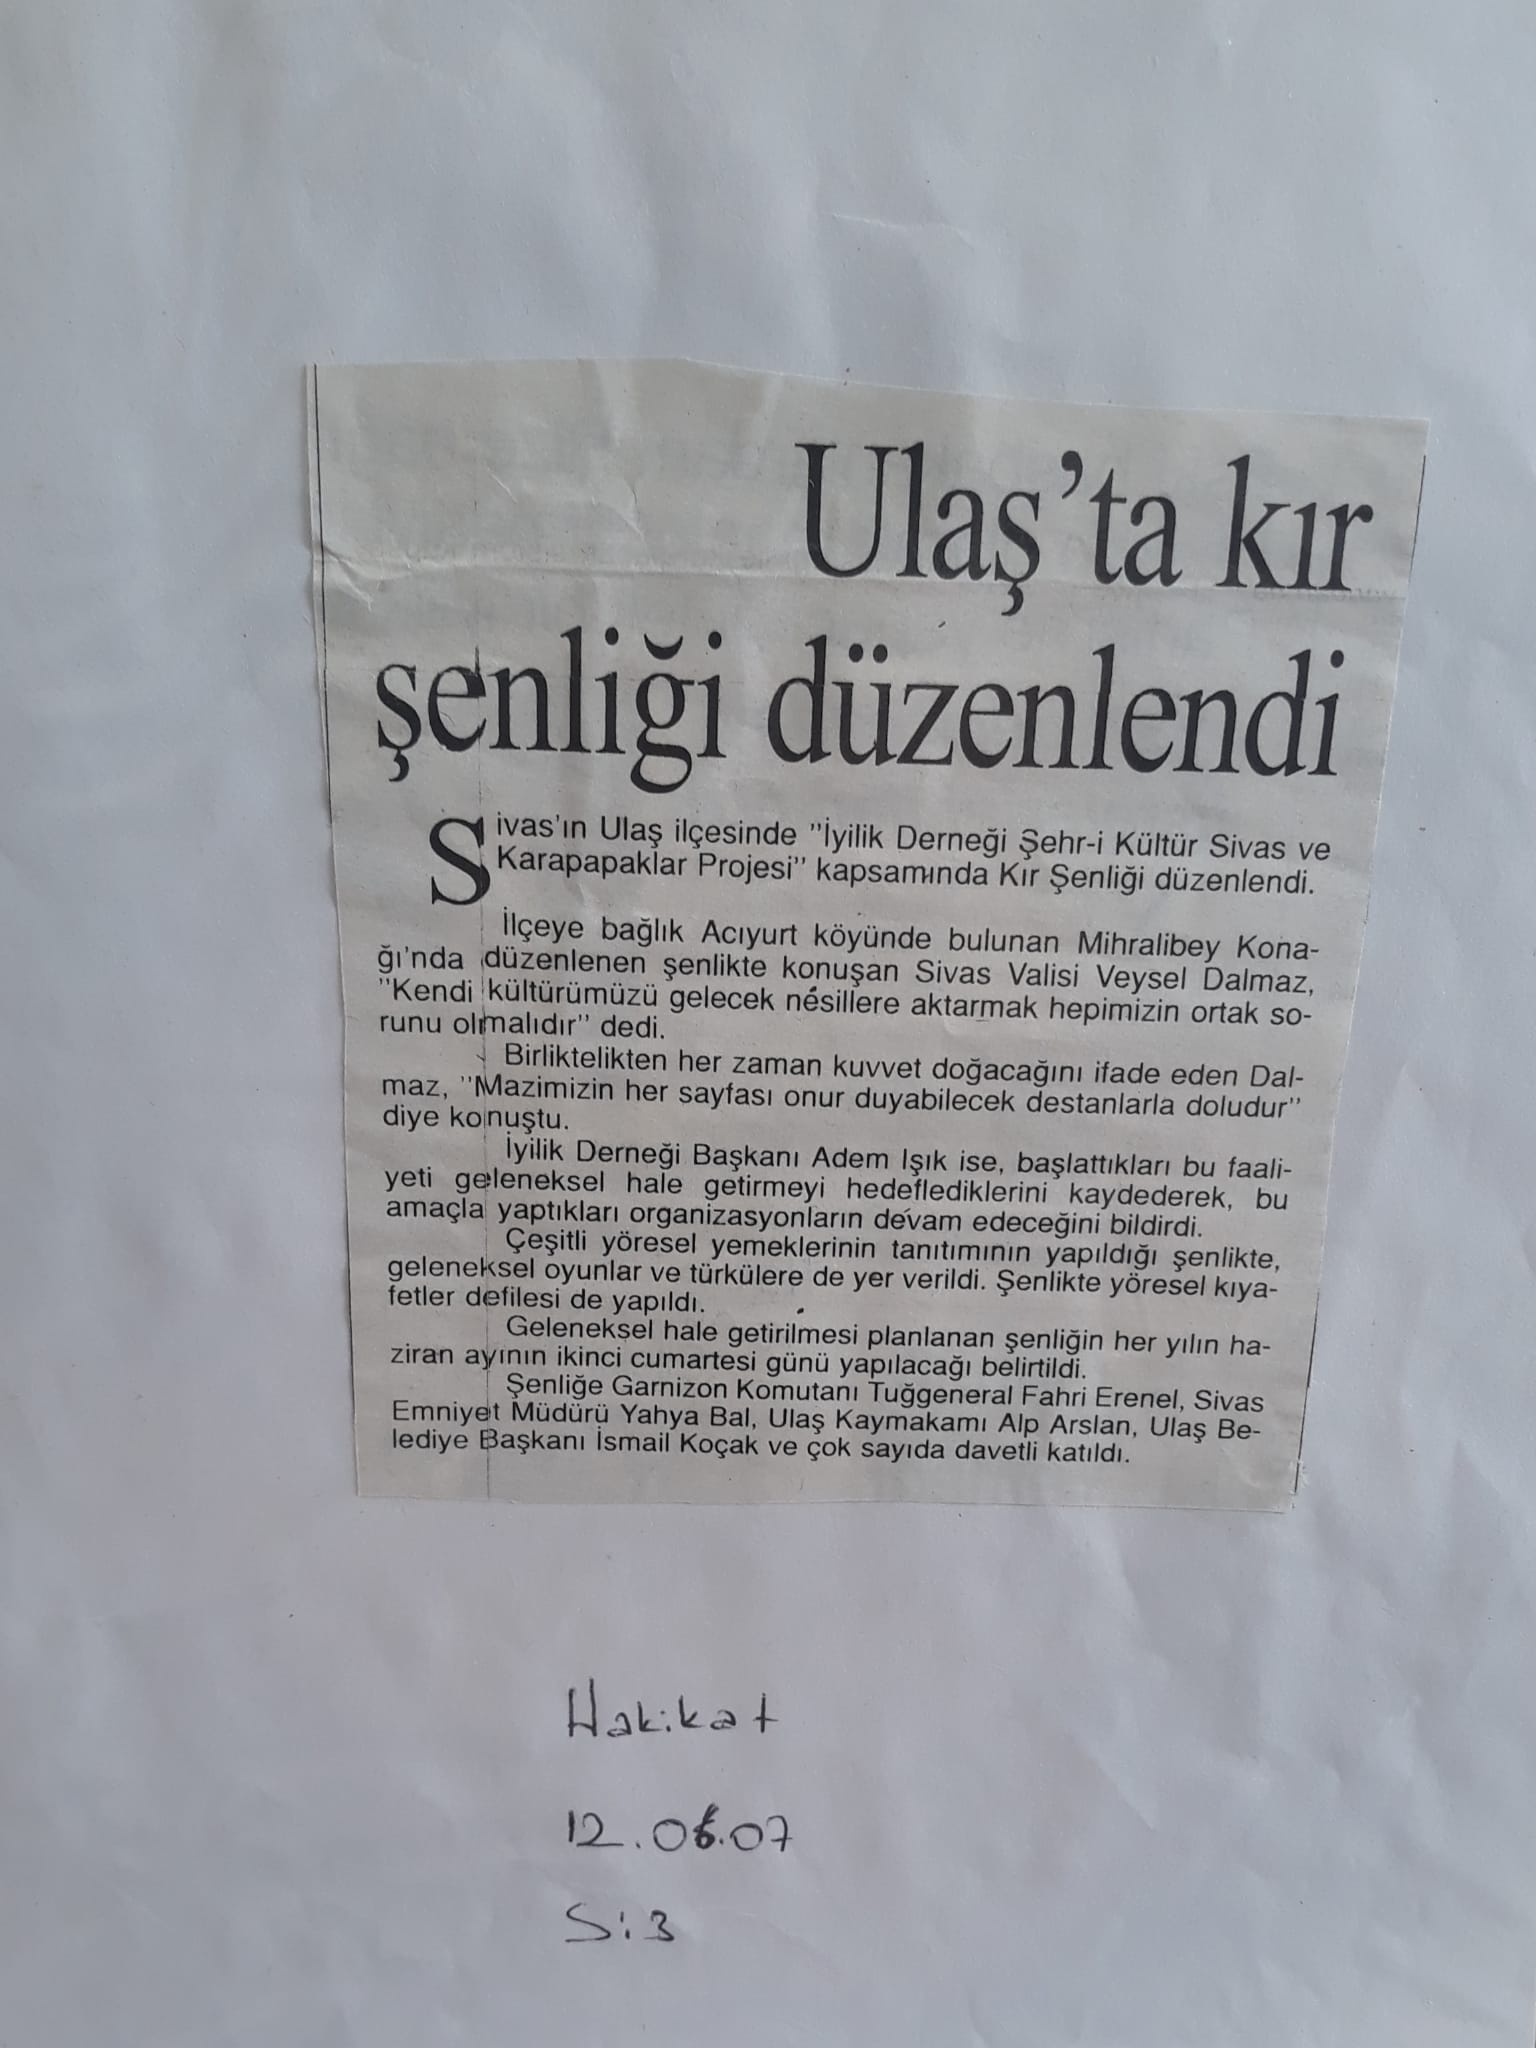 Ulaş'ta kır
şenliği düzenlendi
Sivas'ın Ulaş ilçesinde "İyilik Derneği Şehr-i Kültür Sivas ve
Karapapaklar Projesi" kapsamında Kır Şenliği düzenlendi.
İlçeye bağlık Acıyurt köyünde bulunan Mihralibey Kona-
ğı'nda düzenlenen şenlikte konuşan Sivas Valisi Veysel Dalmaz,
"Kendi kültürümüzü gelecek nesillere aktarmak hepimizin ortak so-
runu olmalıdır" dedi.
Birliktelikten her zaman kuvvet doğacağını ifade eden Dal-
maz, "Mazimizin her sayfası onur duyabilecek destanlarla doludur"
diye konuştu.
İyilik Derneği Başkanı Adem Işık ise, başlattıkları bu faali-
yeti geleneksel hale getirmeyi hedeflediklerini kaydederek, bu
amaçla yaptıkları organizasyonların devam edeceğini bildirdi.
Çeşitli yöresel yemeklerinin tanıtımının yapıldığı şenlikte,
geleneksel oyunlar ve türkülere de yer verildi. Şenlikte yöresel kıya-
fetler defilesi de yapıldı.
Geleneksel hale getirilmesi planlanan şenliğin her yılın ha-
ziran ayının ikinci cumartesi günü yapılacağı belirtildi.
Şenliğe Garnizon Komutanı Tuğgeneral Fahri Erenel, Sivas
Emniyet Müdürü Yahya Bal, Ulaş Kaymakamı Alp Arslan, Ulaş Be-
lediye Başkanı İsmail Koçak ve çok sayıda davetli katıldı.
Hakikat
12.06.07
S:3